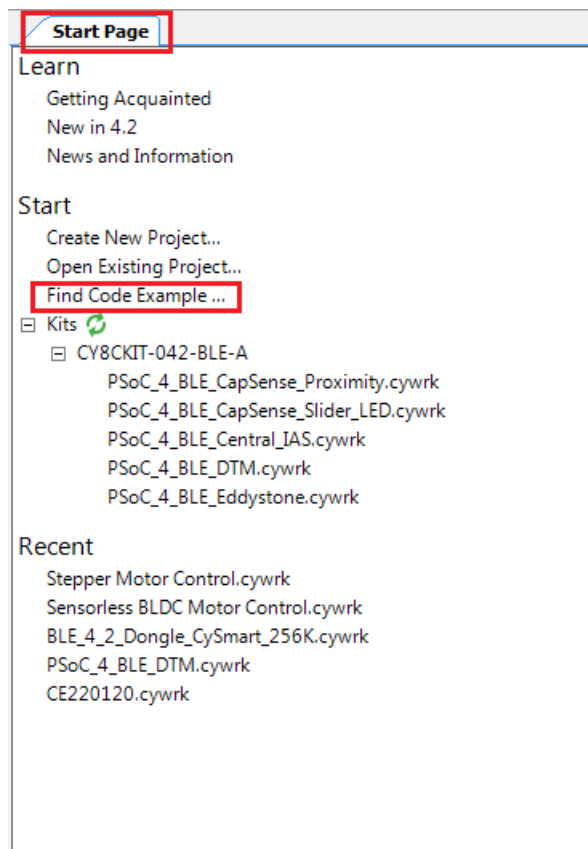 Start Page
Learn
Getting Acquainted
New in 4.2
News and Information
Start
Create New Project...
Open Existing Project...
Find Code Example ...
Kits
CY8CKIT-042-BLE-A
PSoC_4_BLE_CapSense_Proximity.cywrk
PSoC_4_BLE_CapSense_Slider_LED.cywrk
PSoC_4_BLE_Central_IAS.cywrk
PSoC_4_BLE_DTM.cywrk
PSoC_4_BLE_Eddystone.cywrk
Recent
Stepper Motor Control.cywrk
Sensorless BLDC Motor Control.cywrk
BLE_4_2_Dongle_CySmart_256K.cywrk
PSoC_4_BLE_DTM.cywrk
CE220120.cywrk